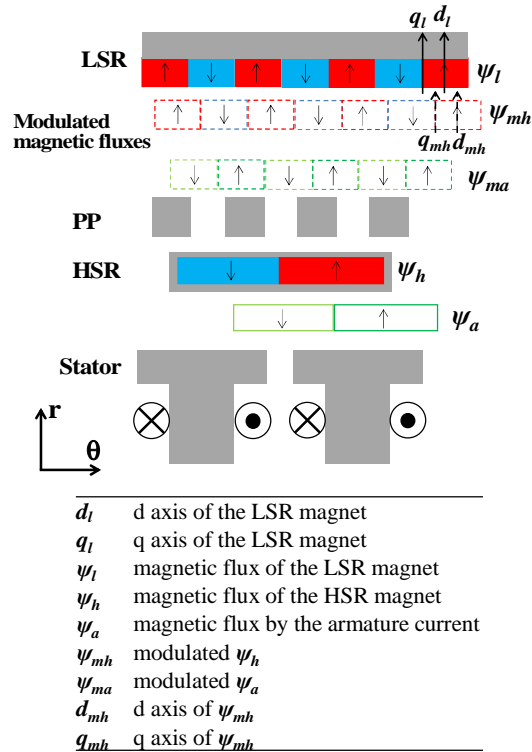 q_l d_l
LSR ψ_l
Modulated magnetic fluxes
ψ_mh
q_mh d_mh
ψ_ma
PP
HSR ψ_h
ψ_a
Stator
r
θ
d_l d axis of the LSR magnet
q_l q axis of the LSR magnet
ψ_l magnetic flux of the LSR magnet
ψ_h magnetic flux of the HSR magnet
ψ_a magnetic flux by the armature current
ψ_mh modulated ψ_h
ψ_ma modulated ψ_a
d_mh d axis of ψ_mh
q_mh q axis of ψ_mh